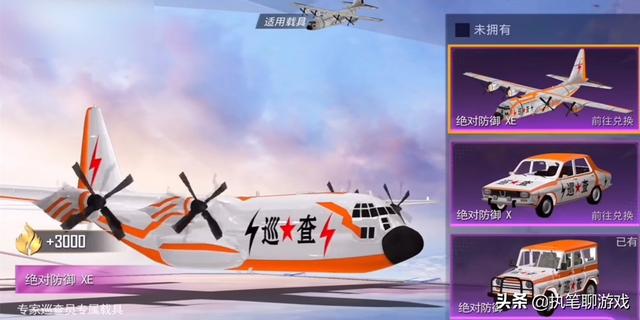 适用载具
未拥有
绝对防御 XE
前往兑换
巡★查
+3000
绝对防御 X
前往兑换
巡★查
绝对防御 XE
已有
专家巡查员专属载具
绝对防御
头条 @执笔聊游戏